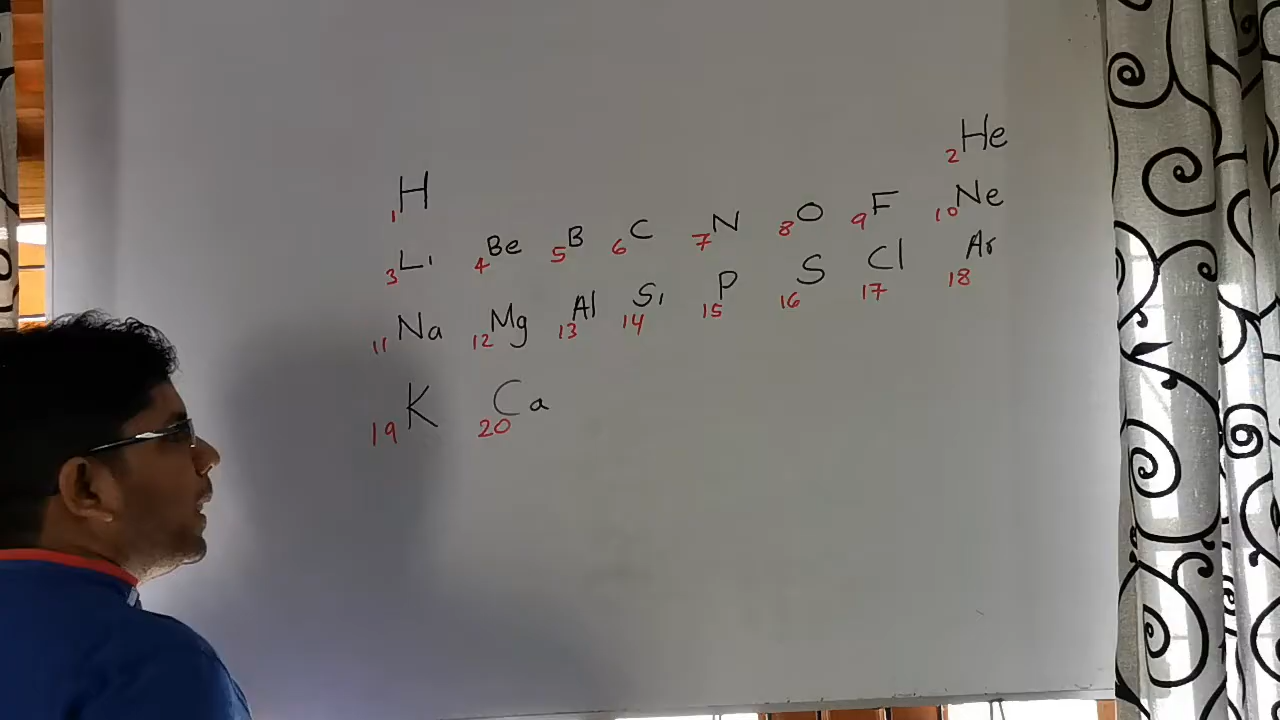 1H 2He
3Li 4Be 5B 6C 7N 8O 9F 10Ne
11Na 12Mg 13Al 14Si 15P 16S 17Cl 18Ar
19K 20Ca